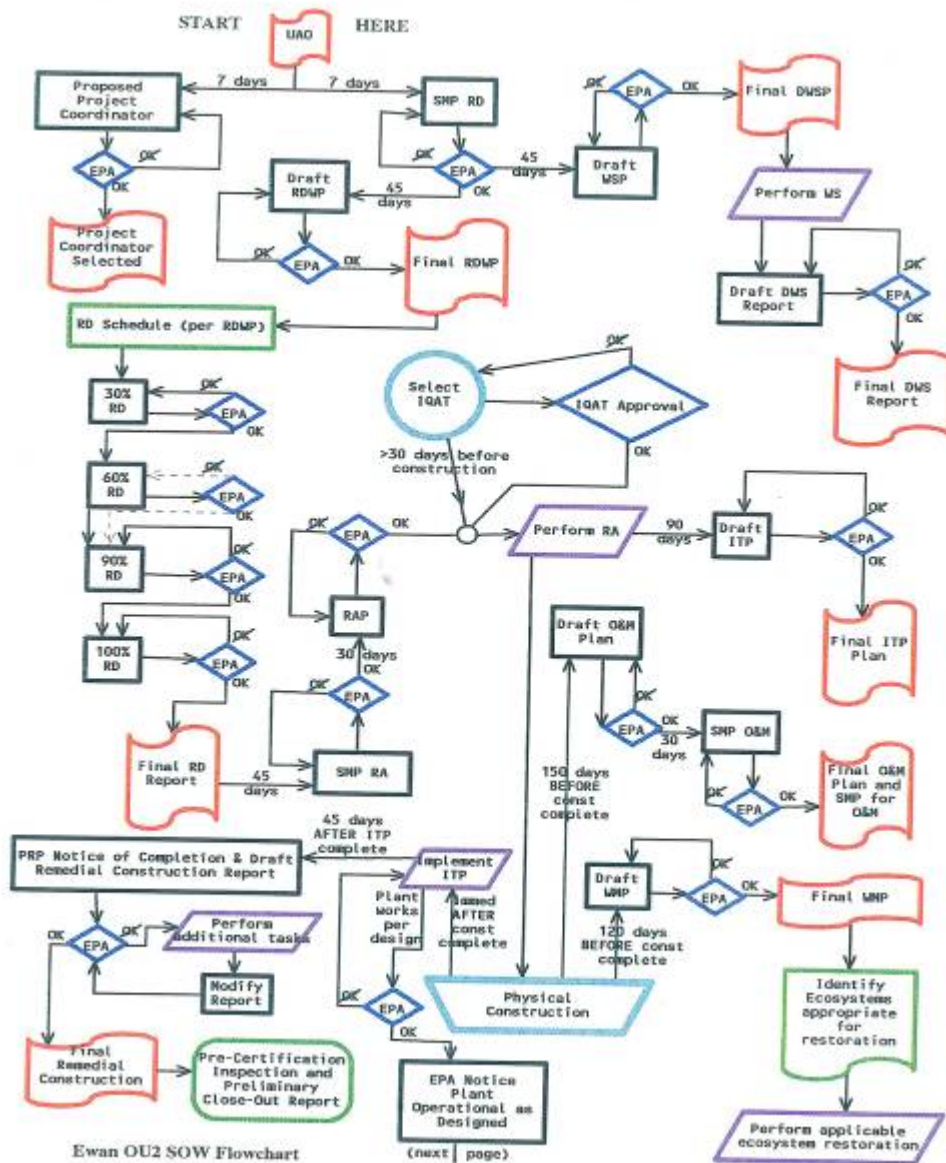 START
HERE
UAO
7 days
7 days
Proposed
Project
Coordinator
SMP RD
EPA
OK
OK
EPA
OK
OK
EPA
OK
OK
Final DWSP
45
days
Draft
WSP
Draft
RDWP
45
days
Perform WS
Project
Coordinator
Selected
OK
EPA
OK
Final RDWP
Draft DWS
Report
OK
EPA
OK
RD Schedule (per RDWP)
Final DWS
Report
30%
RD
OK
EPA
OK
Select
IQAT
OK
IQAT Approval
OK
>30 days before
construction
60%
RD
OK
EPA
OK
90%
RD
OK
EPA
OK
100%
RD
OK
EPA
OK
OK
EPA
OK
RAP
30 days
OK
OK
EPA
SMP RA
Perform RA
90
days
Draft
ITP
OK
EPA
OK
Final ITP
Plan
Draft O&M
Plan
OK
EPA
OK
30
days
SMP O&M
OK
EPA
OK
Final O&M
Plan and
SMP for
O&M
Final RD
Report
45
days
150 days
BEFORE
const
complete
45 days
AFTER ITP
complete
PRP Notice of Completion & Draft
Remedial Construction Report
Implement
ITP
Plant
works
per
design
immed
AFTER
const
complete
Draft
WMP
OK
EPA
OK
Final WMP
120 days
BEFORE const
complete
OK
EPA
OK
Perform
additional tasks
Modify
Report
OK
EPA
OK
Physical
Construction
Identify
Ecosystems
appropriate
for
restoration
Final
Remedial
Construction
Pre-Certification
Inspection and
Preliminary
Close-Out Report
EPA Notice
Plant
Operational as
Designed
Perform applicable
ecosystem restoration
Ewan OU2 SOW Flowchart
(next page)